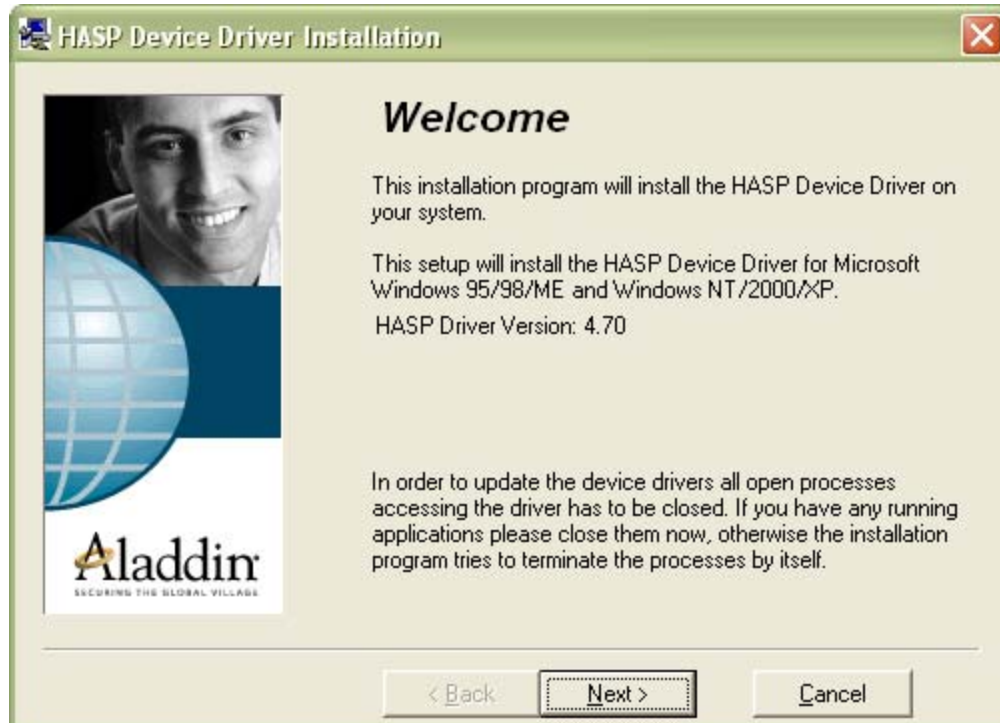 HASP Device Driver Installation
Welcome
This installation program will install the HASP Device Driver on
your system.
This setup will install the HASP Device Driver for Microsoft
Windows 95/98/ME and Windows NT/2000/XP.
HASP Driver Version: 4.70
In order to update the device drivers all open processes
accessing the driver has to be closed. If you have any running
applications please close them now, otherwise the installation
program tries to terminate the processes by itself.
Aladdin
SECURING THE GLOBAL VILLAGE
< Back
Next >
Cancel